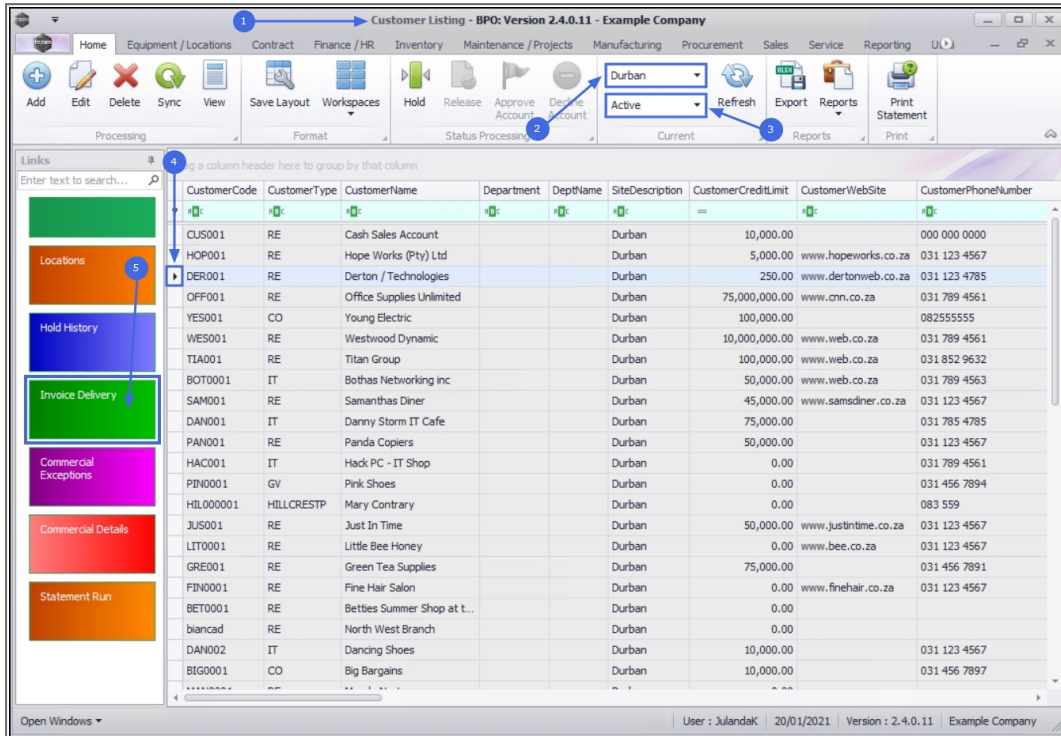 1
Customer Listing - BPO: Version 2.4.0.11 - Example Company
Home Equipment / Locations Contract Finance / HR Inventory Maintenance / Projects Manufacturing Procurement Sales Service Reporting
Add Edit Delete Sync View Save Layout Workspaces Hold Release Approve Account Decline Account Durban Active Refresh Export Reports Print Statement
2 3
Processing Format Status Processing Current Reports Print
Links
4
a column header here to group by that column
Enter text to search...
CustomerCode CustomerType CustomerName Department DeptName SiteDescription CustomerCreditLimit CustomerWebSite CustomerPhoneNumber
=
CUS001 RE Cash Sales Account Durban 10,000.00 000 000 0000
HOP001 RE Hope Works (Pty) Ltd Durban 5,000.00 www.hopeworks.co.za 031 123 4567
DER001 RE Derton / Technologies Durban 250.00 www.dertonweb.co.za 031 123 4785
OFF001 RE Office Supplies Unlimited Durban 75,000,000.00 www.cnn.co.za 031 789 4561
YES001 CO Young Electric Durban 100,000.00 082555555
WES001 RE Westwood Dynamic Durban 10,000,000.00 www.web.co.za 031 789 4561
TIA001 RE Titan Group Durban 100,000.00 www.web.co.za 031 852 9632
BOT0001 IT Bothas Networking inc Durban 50,000.00 www.web.co.za 031 789 4563
SAM001 RE Samanthas Diner Durban 45,000.00 www.samsdiner.co.za 031 123 4567
DAN001 IT Danny Storm IT Cafe Durban 75,000.00 031 785 4785
PAN001 RE Panda Copiers Durban 50,000.00 031 123 4567
HAC001 IT Hack PC - IT Shop Durban 0.00 031 789 4561
PIN0001 GV Pink Shoes Durban 0.00 031 456 7894
HIL000001 HILLCRESTP Mary Contrary Durban 0.00 083 559
JUS001 RE Just In Time Durban 50,000.00 www.justintime.co.za 031 123 4567
LIT0001 RE Little Bee Honey Durban 0.00 www.bee.co.za 031 123 4567
GRE001 RE Green Tea Supplies Durban 75,000.00 031 456 7891
FIN0001 RE Fine Hair Salon Durban 0.00 www.finehair.co.za 031 123 4567
BET0001 RE Betties Summer Shop at t... Durban 0.00
biancad RE North West Branch Durban 0.00
DAN002 IT Dancing Shoes Durban 10,000.00 031 123 4567
BIG0001 CO Big Bargains Durban 10,000.00 031 456 7897
Locations
5
Hold History
Invoice Delivery
Commercial Exceptions
Commercial Details
Statement Run
Open Windows
User : JulandaK 20/01/2021 Version : 2.4.0.11 Example Company